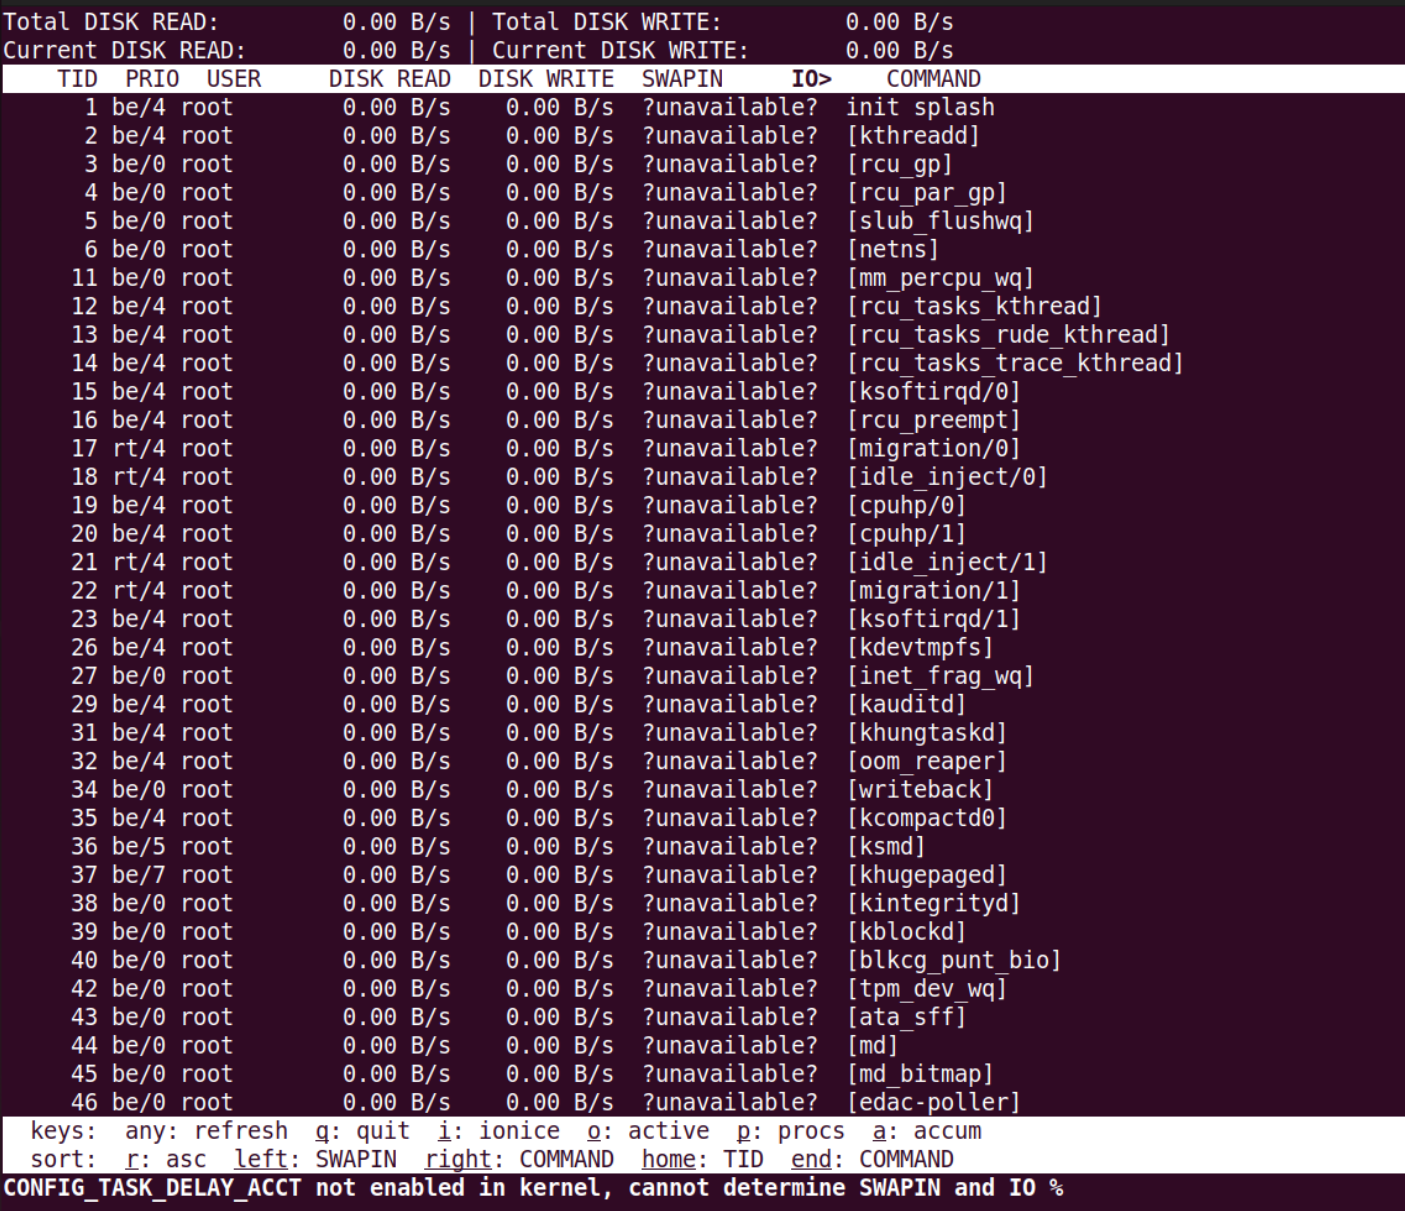 Total DISK READ:         0.00 B/s | Total DISK WRITE:         0.00 B/s
Current DISK READ:       0.00 B/s | Current DISK WRITE:       0.00 B/s
    TID  PRIO  USER     DISK READ  DISK WRITE  SWAPIN     IO>    COMMAND
      1 be/4 root        0.00 B/s    0.00 B/s  ?unavailable?  init splash
      2 be/4 root        0.00 B/s    0.00 B/s  ?unavailable?  [kthreadd]
      3 be/0 root        0.00 B/s    0.00 B/s  ?unavailable?  [rcu_gp]
      4 be/0 root        0.00 B/s    0.00 B/s  ?unavailable?  [rcu_par_gp]
      5 be/0 root        0.00 B/s    0.00 B/s  ?unavailable?  [slub_flushwq]
      6 be/0 root        0.00 B/s    0.00 B/s  ?unavailable?  [netns]
     11 be/0 root        0.00 B/s    0.00 B/s  ?unavailable?  [mm_percpu_wq]
     12 be/4 root        0.00 B/s    0.00 B/s  ?unavailable?  [rcu_tasks_kthread]
     13 be/4 root        0.00 B/s    0.00 B/s  ?unavailable?  [rcu_tasks_rude_kthread]
     14 be/4 root        0.00 B/s    0.00 B/s  ?unavailable?  [rcu_tasks_trace_kthread]
     15 be/4 root        0.00 B/s    0.00 B/s  ?unavailable?  [ksoftirqd/0]
     16 be/4 root        0.00 B/s    0.00 B/s  ?unavailable?  [rcu_preempt]
     17 rt/4 root        0.00 B/s    0.00 B/s  ?unavailable?  [migration/0]
     18 rt/4 root        0.00 B/s    0.00 B/s  ?unavailable?  [idle_inject/0]
     19 be/4 root        0.00 B/s    0.00 B/s  ?unavailable?  [cpuhp/0]
     20 be/4 root        0.00 B/s    0.00 B/s  ?unavailable?  [cpuhp/1]
     21 rt/4 root        0.00 B/s    0.00 B/s  ?unavailable?  [idle_inject/1]
     22 rt/4 root        0.00 B/s    0.00 B/s  ?unavailable?  [migration/1]
     23 be/4 root        0.00 B/s    0.00 B/s  ?unavailable?  [ksoftirqd/1]
     26 be/4 root        0.00 B/s    0.00 B/s  ?unavailable?  [kdevtmpfs]
     27 be/0 root        0.00 B/s    0.00 B/s  ?unavailable?  [inet_frag_wq]
     29 be/4 root        0.00 B/s    0.00 B/s  ?unavailable?  [kauditd]
     31 be/4 root        0.00 B/s    0.00 B/s  ?unavailable?  [khungtaskd]
     32 be/4 root        0.00 B/s    0.00 B/s  ?unavailable?  [oom_reaper]
     34 be/0 root        0.00 B/s    0.00 B/s  ?unavailable?  [writeback]
     35 be/4 root        0.00 B/s    0.00 B/s  ?unavailable?  [kcompactd0]
     36 be/5 root        0.00 B/s    0.00 B/s  ?unavailable?  [ksmd]
     37 be/7 root        0.00 B/s    0.00 B/s  ?unavailable?  [khugepaged]
     38 be/0 root        0.00 B/s    0.00 B/s  ?unavailable?  [kintegrityd]
     39 be/0 root        0.00 B/s    0.00 B/s  ?unavailable?  [kblockd]
     40 be/0 root        0.00 B/s    0.00 B/s  ?unavailable?  [blkcg_punt_bio]
     42 be/0 root        0.00 B/s    0.00 B/s  ?unavailable?  [tpm_dev_wq]
     43 be/0 root        0.00 B/s    0.00 B/s  ?unavailable?  [ata_sff]
     44 be/0 root        0.00 B/s    0.00 B/s  ?unavailable?  [md]
     45 be/0 root        0.00 B/s    0.00 B/s  ?unavailable?  [md_bitmap]
     46 be/0 root        0.00 B/s    0.00 B/s  ?unavailable?  [edac-poller]
  keys:  any: refresh  q: quit  i: ionice  o: active  p: procs  a: accum
  sort:  r: asc  left: SWAPIN  right: COMMAND  home: TID  end: COMMAND
CONFIG_TASK_DELAY_ACCT not enabled in kernel, cannot determine SWAPIN and IO %